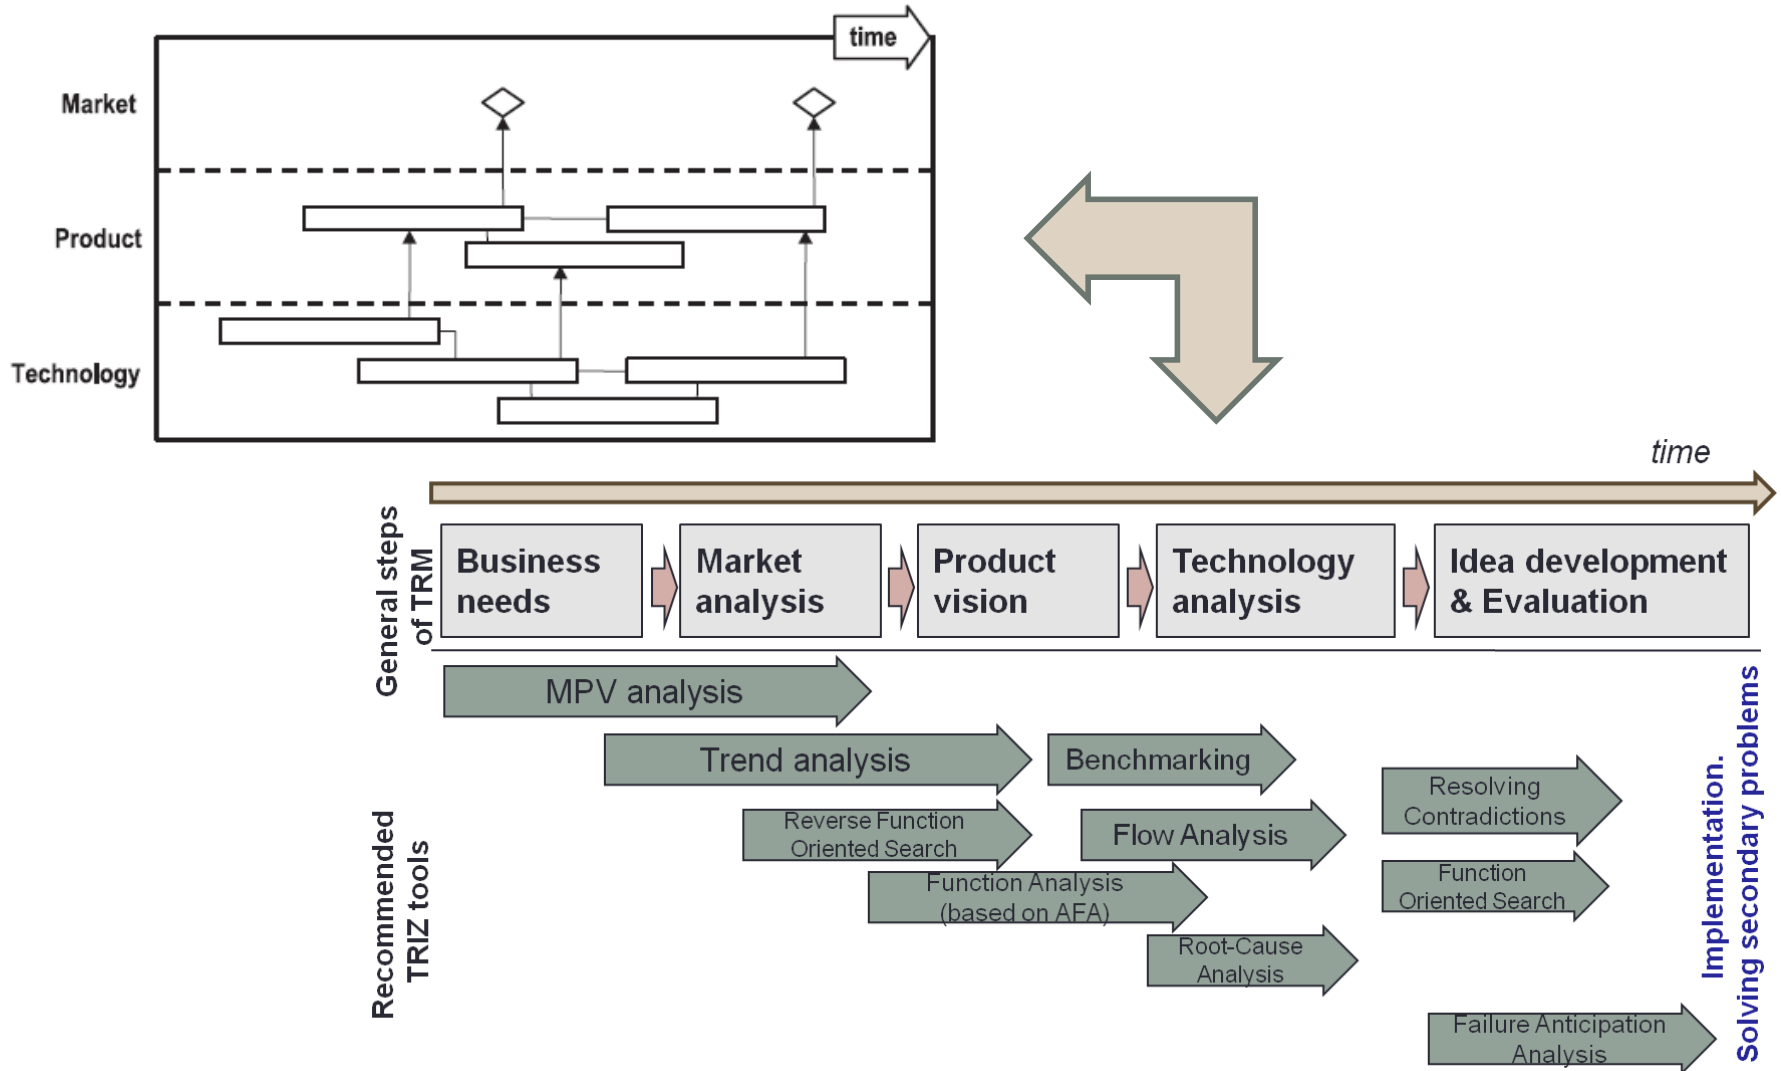 time
Market
Product
Technology
time
General steps
of TRM
Business
needs
Market
analysis
Product
vision
Technology
analysis
Idea development
& Evaluation
Recommended
TRIZ tools
MPV analysis
Trend analysis
Benchmarking
Reverse Function
Oriented Search
Flow Analysis
Resolving
Contradictions
Function Analysis
(based on AFA)
Function
Oriented Search
Root-Cause
Analysis
Failure Anticipation
Analysis
Implementation.
Solving secondary problems